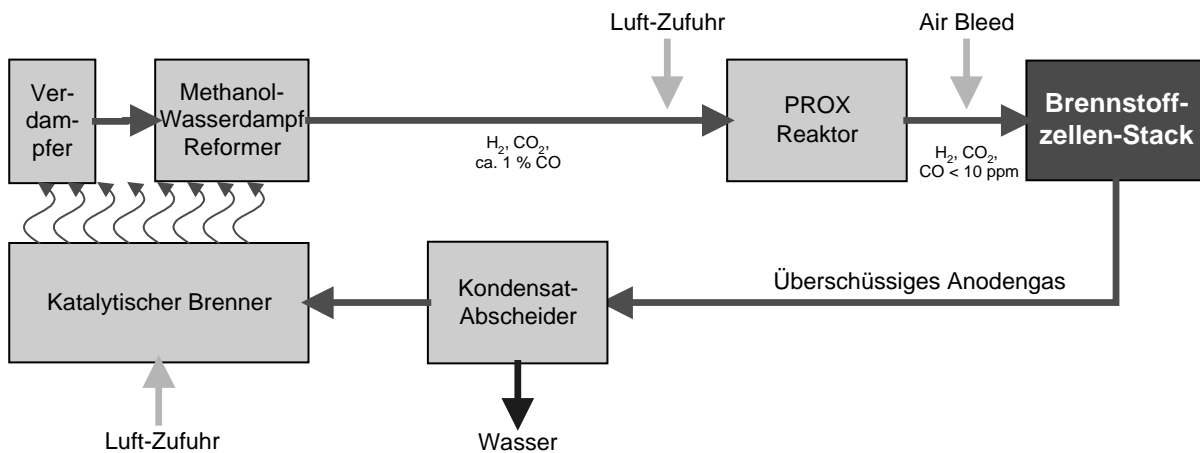 Luft-Zufuhr
Air Bleed
Ver-
dam-
pfer
Methanol-
Wasserdampf
Reformer
H₂, CO₂,
ca. 1 % CO
PROX
Reaktor
H₂, CO₂,
CO < 10 ppm
Brennstoff-
zellen-Stack
Katalytischer Brenner
Kondensat-
Abscheider
Überschüssiges Anodengas
Luft-Zufuhr
Wasser